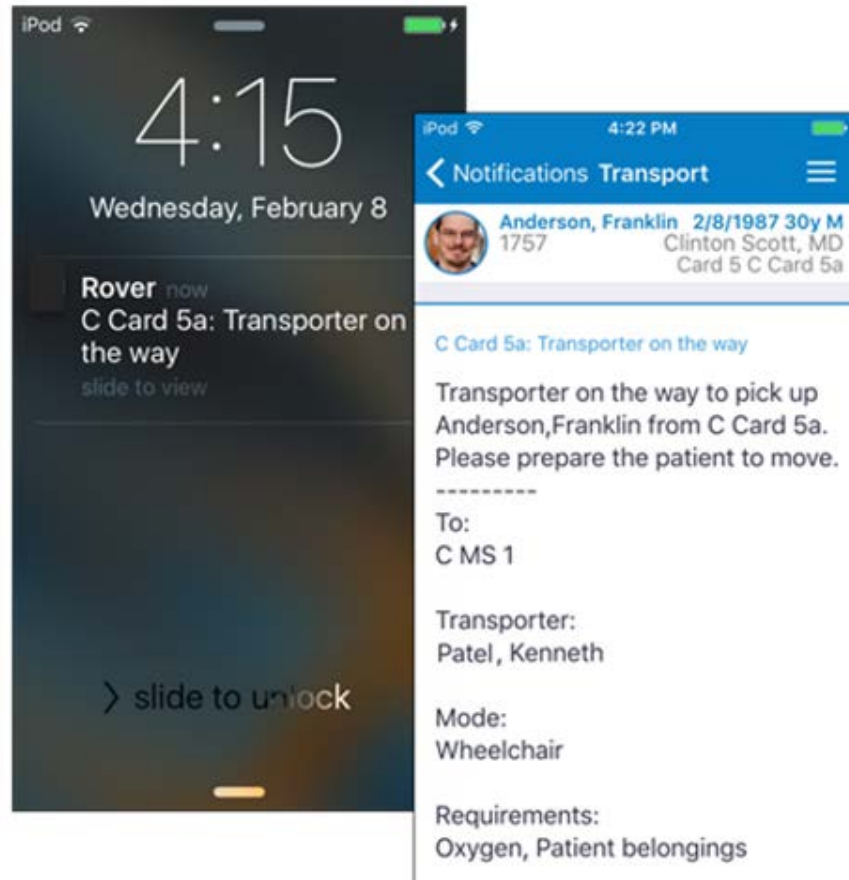 iPod
4:15
Wednesday, February 8
Rover now
C Card 5a: Transporter on
the way
slide to view
> slide to unlock
iPod 4:22 PM
< Notifications Transport
Anderson, Franklin 2/8/1987 30y M
1757 Clinton Scott, MD
Card 5 C Card 5a
C Card 5a: Transporter on the way
Transporter on the way to pick up
Anderson,Franklin from C Card 5a.
Please prepare the patient to move.
---------
To:
C MS 1
Transporter:
Patel, Kenneth
Mode:
Wheelchair
Requirements:
Oxygen, Patient belongings